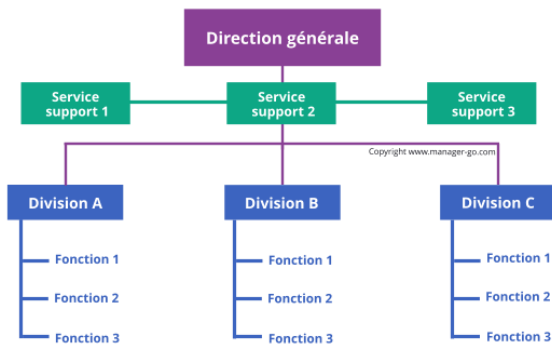 Direction générale
Service
support 1
Service
support 2
Service
support 3
Copyright www.manager-go.com
Division A
Division B
Division C
Fonction 1
Fonction 2
Fonction 3
Fonction 1
Fonction 2
Fonction 3
Fonction 1
Fonction 2
Fonction 3